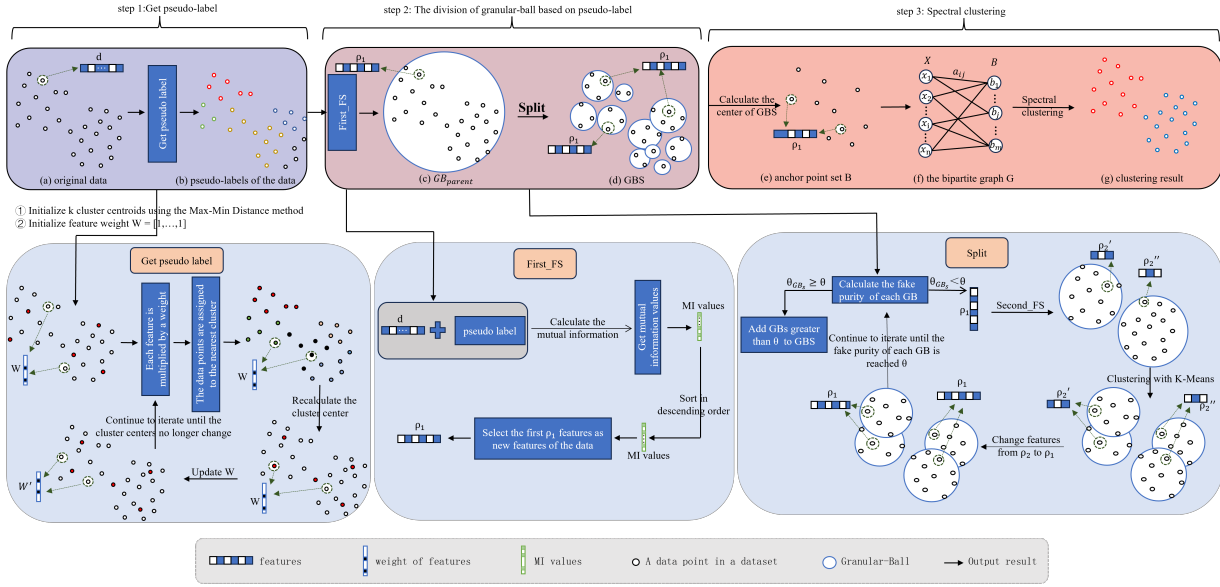 step 1:Get pseudo-label
step 2: The division of granular-ball based on pseudo-label
step 3: Spectral clustering
d
Get pseudo label
(a) original data
(b) pseudo-labels of the data
ρ₁
First_FS
Split
ρ₁
ρ₁
(c) GB_parent
(d) GBS
Calculate the
center of GBS
ρ₁
(e) anchor point set B
X
a_ij
B
x₁
x₂
x_i
x_n
b₁
b_j
b_m
(f) the bipartite graph G
Spectral
clustering
(g) clustering result
① Initialize k cluster centroids using the Max-Min Distance method
② Initialize feature weight W = [1,…,1]
Get pseudo label
W
Each feature is
multiplied by a weight
The data points are assigned
to the nearest cluster
W
Recalculate the
cluster center
Continue to iterate until the
cluster centers no longer change
W
Update W
W'
First_FS
d
pseudo label
Calculate the
mutual information
Get mutual
information values
MI values
Sort in
descending order
MI values
Select the first ρ₁ features as
new features of the data
ρ₁
Split
θ_GBs ≥ θ
Calculate the fake
purity of each GB
θ_GBs < θ
ρ₁
Second_FS
ρ₂'
ρ₂''
Add GBs greater
than θ to GBS
Continue to iterate until the
fake purity of each GB is
reached θ
Clustering with K-Means
ρ₂'
ρ₂''
Change features
from ρ₂ to ρ₁
ρ₁
ρ₁
features
weight of features
MI values
A data point in a dataset
Granular-Ball
Output result